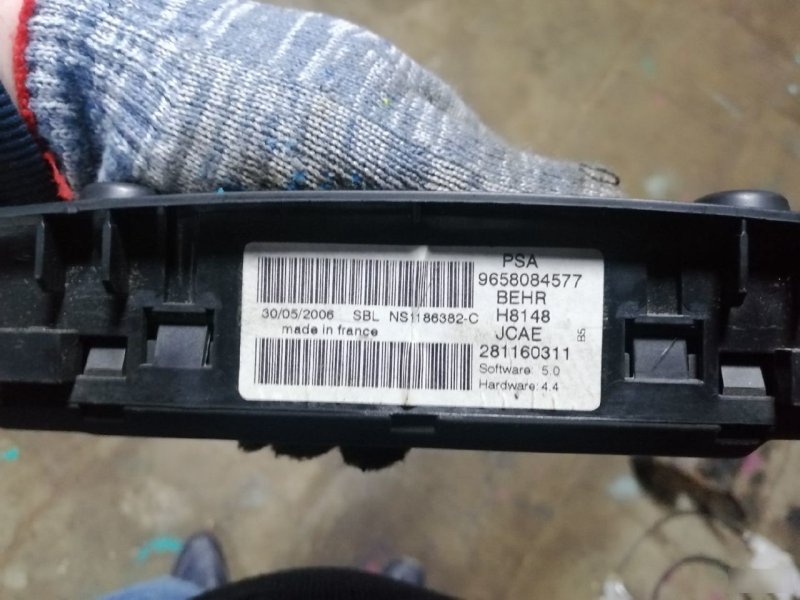 PSA
9658084577
BEHR
30/05/2006 SBL NS1186382-C
H8148
made in france
JCAE
B5
281160311
Software: 5.0
Hardware: 4.4